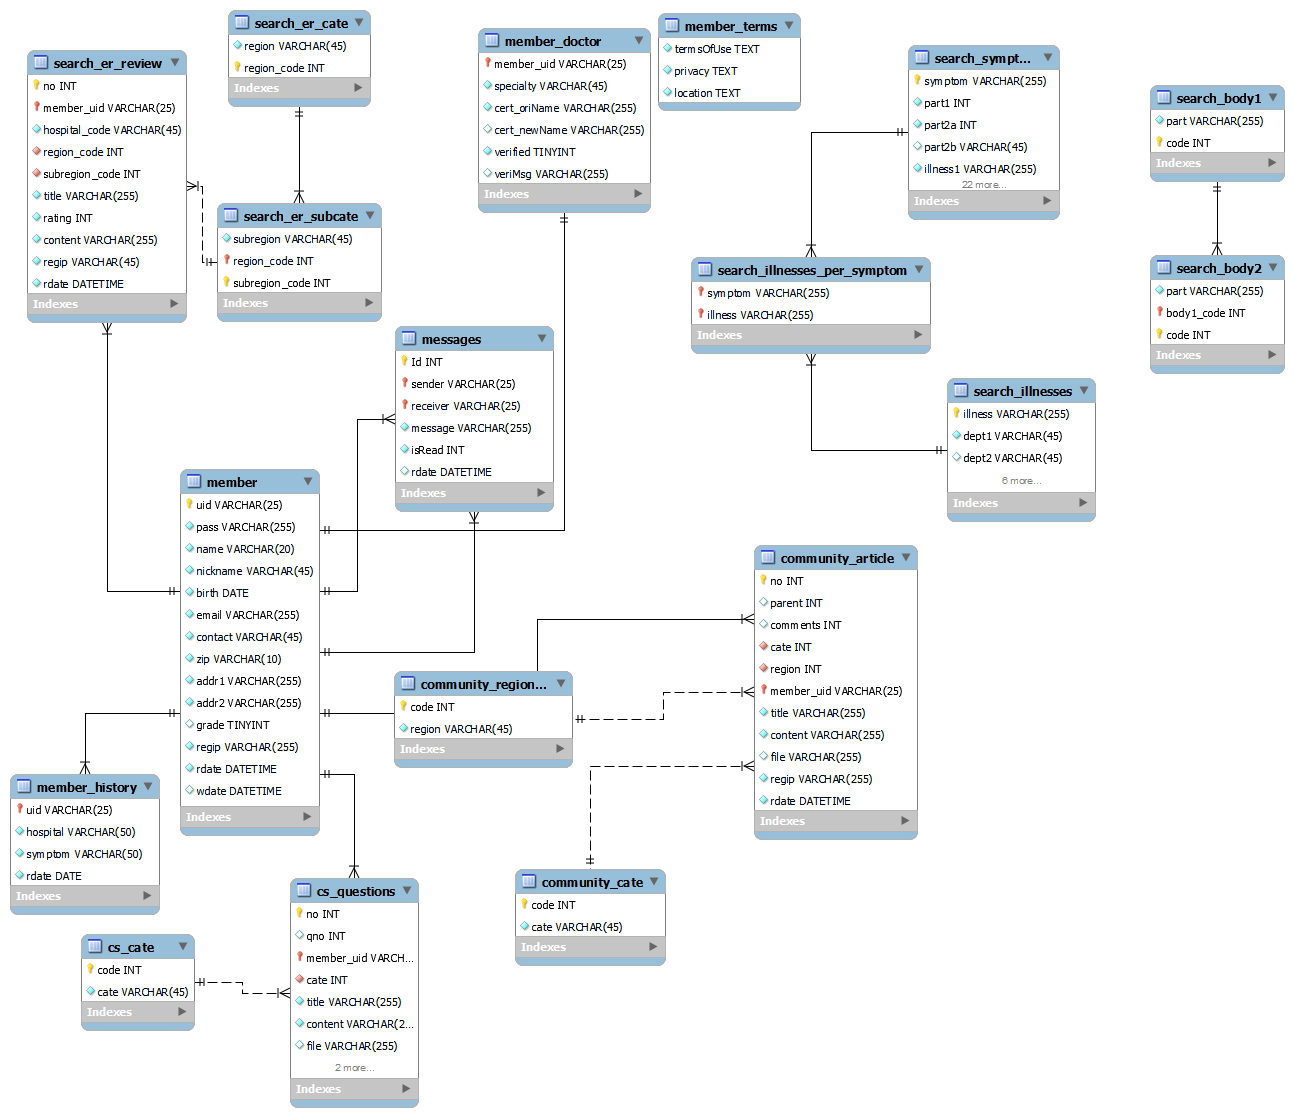 search_er_cate
region VARCHAR(45)
region_code INT
Indexes
search_er_review
no INT
member_uid VARCHAR(25)
hospital_code VARCHAR(45)
region_code INT
subregion_code INT
title VARCHAR(255)
rating INT
content VARCHAR(255)
regip VARCHAR(45)
rdate DATETIME
Indexes
search_er_subcate
subregion VARCHAR(45)
region_code INT
subregion_code INT
Indexes
member_doctor
member_uid VARCHAR(25)
specialty VARCHAR(45)
cert_oriName VARCHAR(255)
cert_newName VARCHAR(255)
verified TINYINT
veriMsg VARCHAR(255)
Indexes
member_terms
termsOfUse TEXT
privacy TEXT
location TEXT
search_sympt...
symptom VARCHAR(255)
part1 INT
part2a INT
part2b VARCHAR(45)
illness1 VARCHAR(255)
22 more...
Indexes
search_body1
part VARCHAR(255)
code INT
Indexes
search_body2
part VARCHAR(255)
body1_code INT
code INT
Indexes
search_illnesses_per_symptom
symptom VARCHAR(255)
illness VARCHAR(255)
Indexes
search_illnesses
illness VARCHAR(255)
dept1 VARCHAR(45)
dept2 VARCHAR(45)
6 more...
Indexes
messages
Id INT
sender VARCHAR(25)
receiver VARCHAR(25)
message VARCHAR(255)
isRead INT
rdate DATETIME
Indexes
member
uid VARCHAR(25)
pass VARCHAR(255)
name VARCHAR(20)
nickname VARCHAR(45)
birth DATE
email VARCHAR(255)
contact VARCHAR(45)
zip VARCHAR(10)
addr1 VARCHAR(255)
addr2 VARCHAR(255)
grade TINYINT
regip VARCHAR(255)
rdate DATETIME
wdate DATETIME
Indexes
community_region...
code INT
region VARCHAR(45)
Indexes
community_article
no INT
parent INT
comments INT
cate INT
region INT
member_uid VARCHAR(25)
title VARCHAR(255)
content VARCHAR(255)
file VARCHAR(255)
regip VARCHAR(255)
rdate DATETIME
Indexes
member_history
uid VARCHAR(25)
hospital VARCHAR(50)
symptom VARCHAR(50)
rdate DATE
Indexes
community_cate
code INT
cate VARCHAR(45)
Indexes
cs_cate
code INT
cate VARCHAR(45)
Indexes
cs_questions
no INT
qno INT
member_uid VARCH...
cate INT
title VARCHAR(255)
content VARCHAR(2...
file VARCHAR(255)
2 more...
Indexes